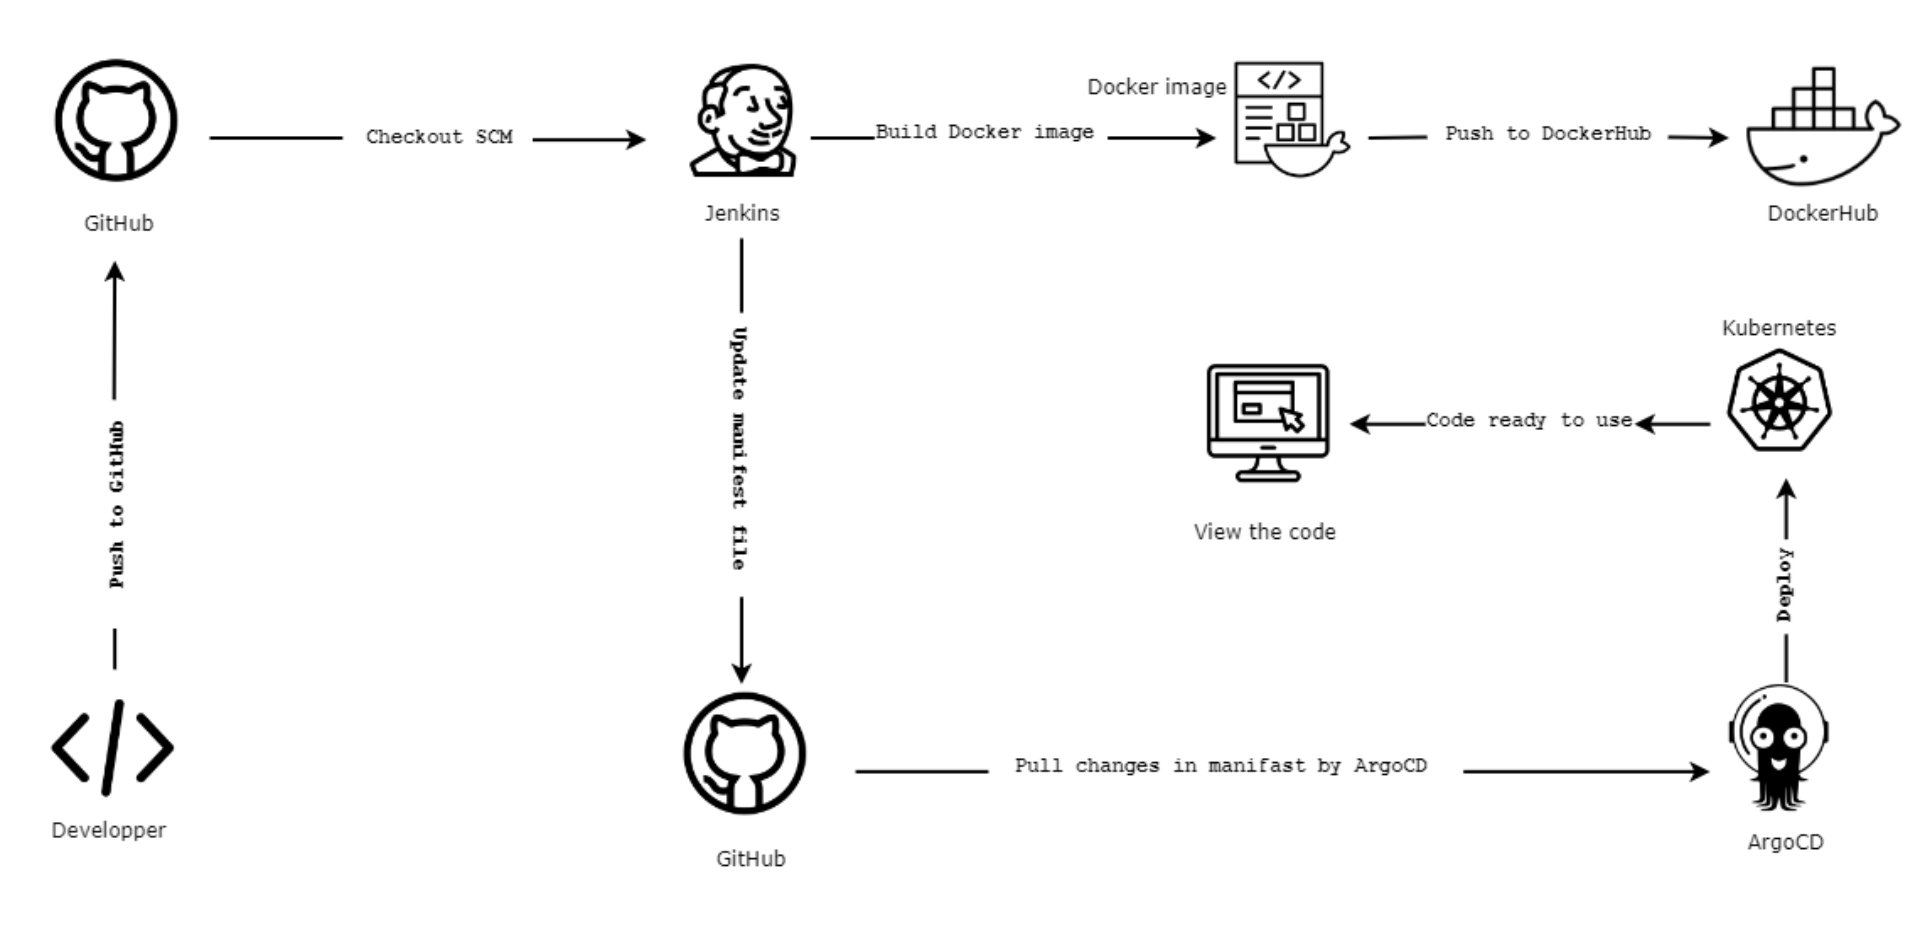 Docker image
</>
Checkout SCM
Build Docker image
Push to DockerHub
GitHub
Jenkins
DockerHub
Push to GitHub
Update manifest file
Kubernetes
Code ready to use
View the code
Deploy
Pull changes in manifast by ArgoCD
Developper
GitHub
ArgoCD